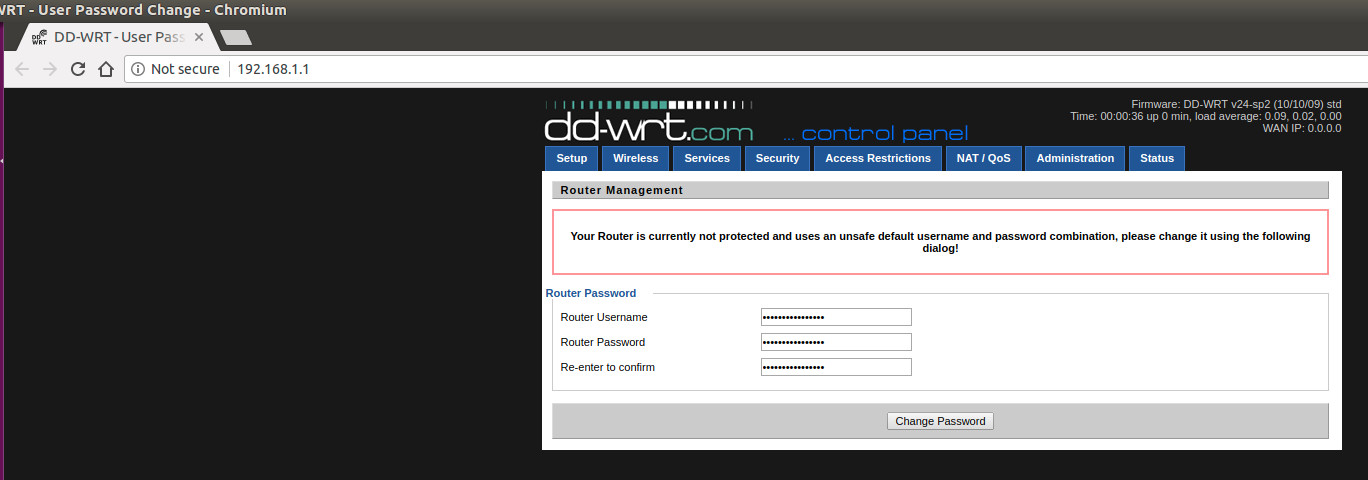 WRT - User Password Change - Chromium
DD-WRT - User Pass
Not secure 192.168.1.1
Firmware: DD-WRT v24-sp2 (10/10/09) std
Time: 00:00:36 up 0 min, load average: 0.09, 0.02, 0.00
WAN IP: 0.0.0.0
dd-wrt.com ... control panel
Setup Wireless Services Security Access Restrictions NAT / QoS Administration Status
Router Management
Your Router is currently not protected and uses an unsafe default username and password combination, please change it using the following
dialog!
Router Password
Router Username ••••••••••••••••
Router Password ••••••••••••••••
Re-enter to confirm ••••••••••••••••
Change Password